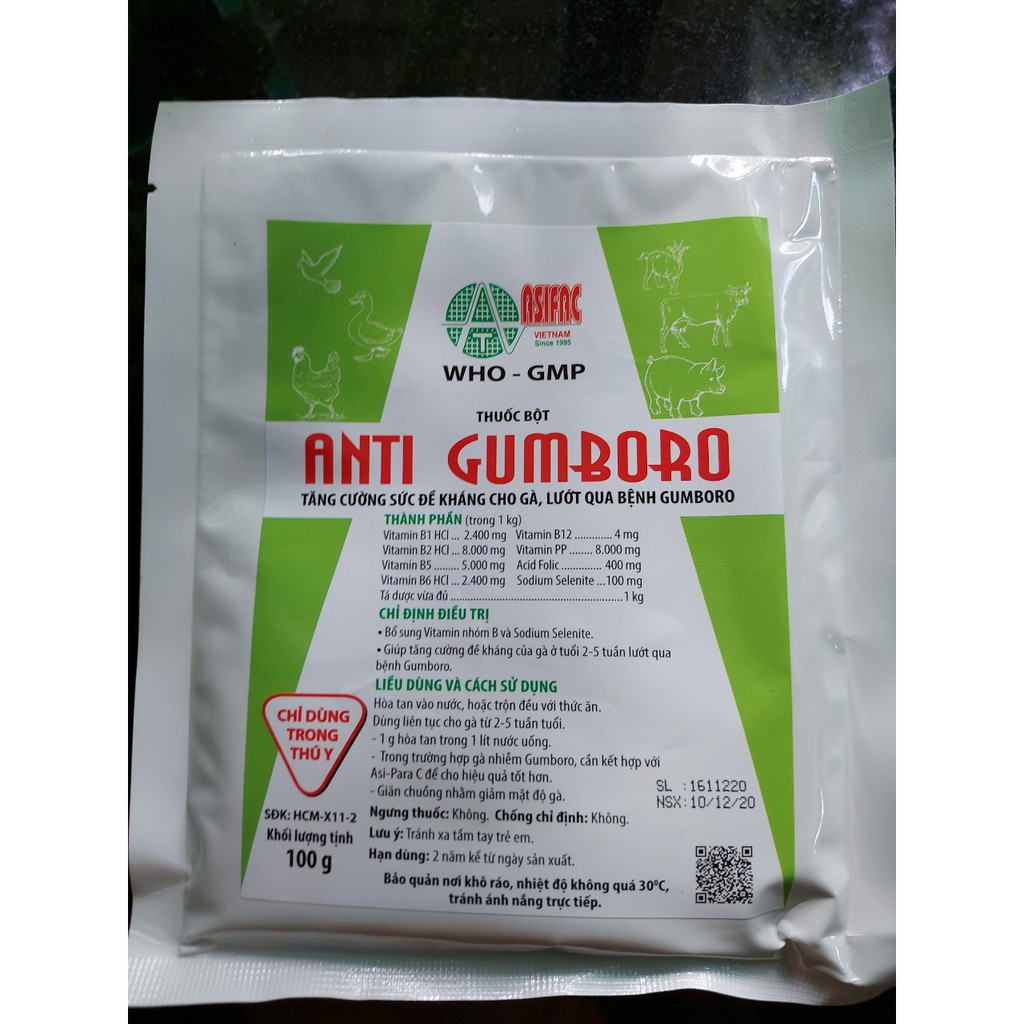 ASIFAC
VIETNAM
Since 1995
WHO - GMP
THUỐC BỘT
ANTI GUMBORO
TĂNG CƯỜNG SỨC ĐỀ KHÁNG CHO GÀ, LƯỚT QUA BỆNH GUMBORO
THÀNH PHẦN (trong 1 kg)
Vitamin B1 HCl ... 2.400 mg Vitamin B12 ............. 4 mg
Vitamin B2 HCl ... 8.000 mg Vitamin PP ........ 8.000 mg
Vitamin B5 ......... 5.000 mg Acid Folic .............. 400 mg
Vitamin B6 HCl ... 2.400 mg Sodium Selenite ...100 mg
Tá dược vừa đủ ............................................................1 kg
CHỈ ĐỊNH ĐIỀU TRỊ
• Bổ sung Vitamin nhóm B và Sodium Selenite.
• Giúp tăng cường đề kháng của gà ở tuổi 2-5 tuần lướt qua
bệnh Gumboro.
LIỀU DÙNG VÀ CÁCH SỬ DỤNG
Hòa tan vào nước, hoặc trộn đều với thức ăn.
Dùng liên tục cho gà từ 2-5 tuần tuổi.
- 1 g hòa tan trong 1 lít nước uống.
- Trong trường hợp gà nhiễm Gumboro, cần kết hợp với
Asi-Para C để cho hiệu quả tốt hơn.
- Giãn chuồng nhằm giảm mật độ gà.
Ngưng thuốc: Không. Chống chỉ định: Không.
Lưu ý: Tránh xa tầm tay trẻ em.
Hạn dùng: 2 năm kể từ ngày sản xuất.
Bảo quản nơi khô ráo, nhiệt độ không quá 30⁰C,
tránh ánh nắng trực tiếp.
CHỈ DÙNG
TRONG
THÚ Y
SĐK: HCM-X11-2
Khối lượng tịnh
100 g
SL :1611220
NSX:10/12/20